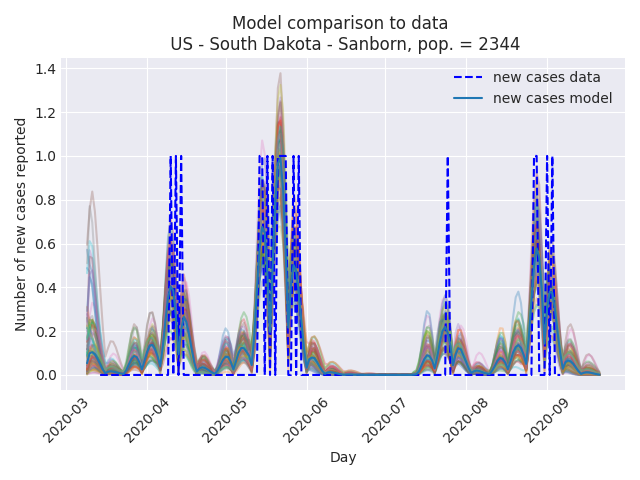 Model comparison to data
US - South Dakota - Sanborn, pop. = 2344
new cases data
new cases model
Number of new cases reported
1.4
1.2
1.0
0.8
0.6
0.4
0.2
0.0
2020-03
2020-04
2020-05
2020-06
2020-07
2020-08
2020-09
Day